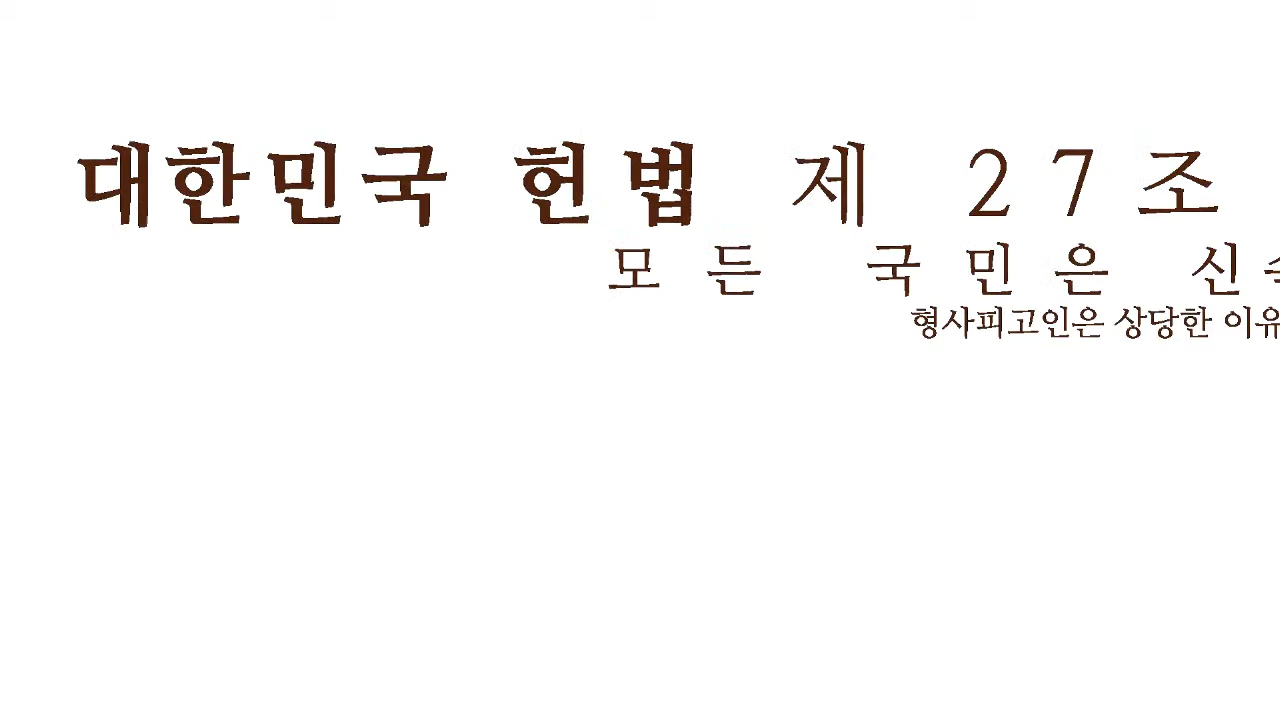 대한민국 헌법 제 27조
모든 국민은 신
형사피고인은 상당한 이유